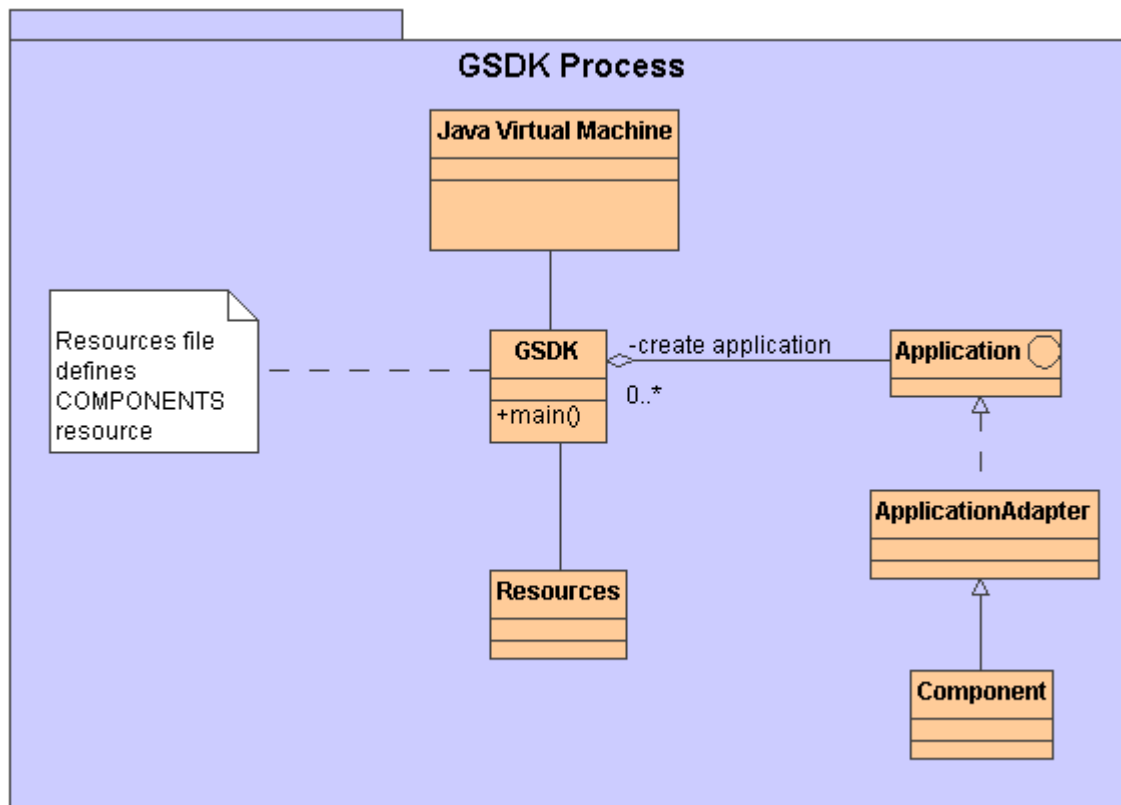 GSDK Process
Java Virtual Machine
Resources file
defines
COMPONENTS
resource
GSDK
+main()
-create application
0..*
Application
ApplicationAdapter
Resources
Component